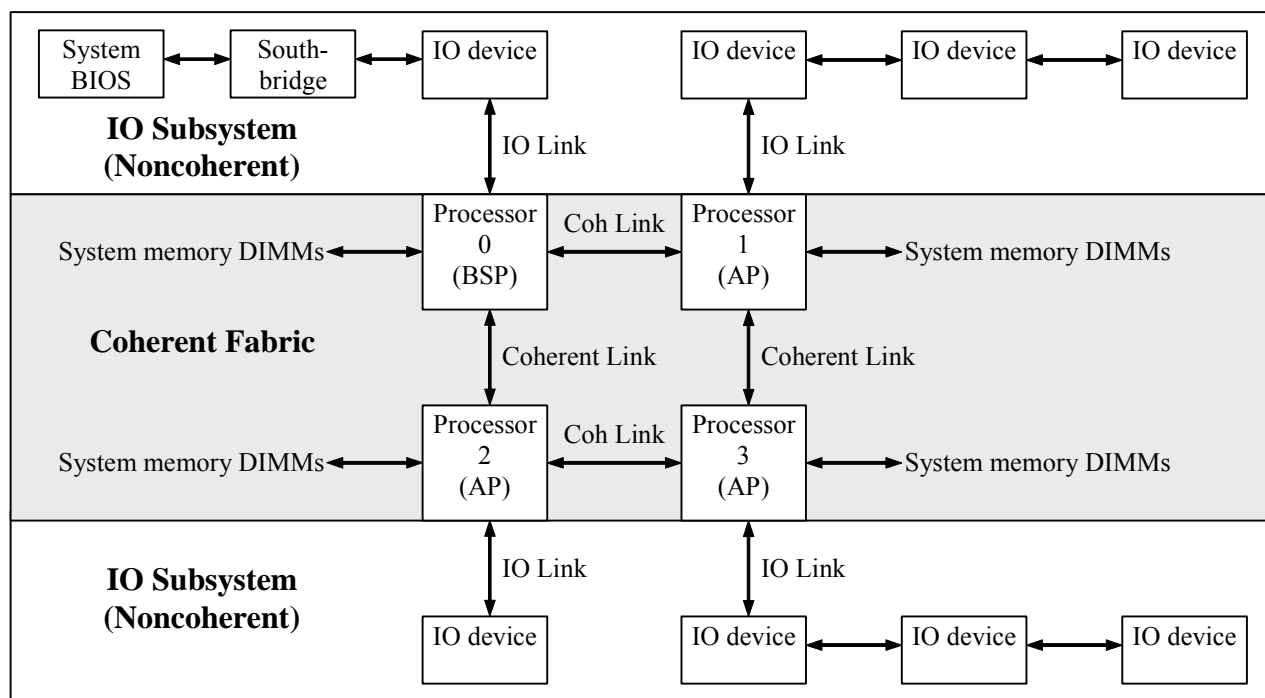 System
BIOS
South-
bridge
IO device
IO device
IO device
IO device
IO Subsystem
(Noncoherent)
IO Link
IO Link
Processor
0
(BSP)
Coh Link
Processor
1
(AP)
System memory DIMMs
System memory DIMMs
Coherent Fabric
Coherent Link
Coherent Link
Processor
2
(AP)
Coh Link
Processor
3
(AP)
System memory DIMMs
System memory DIMMs
IO Subsystem
(Noncoherent)
IO Link
IO Link
IO device
IO device
IO device
IO device